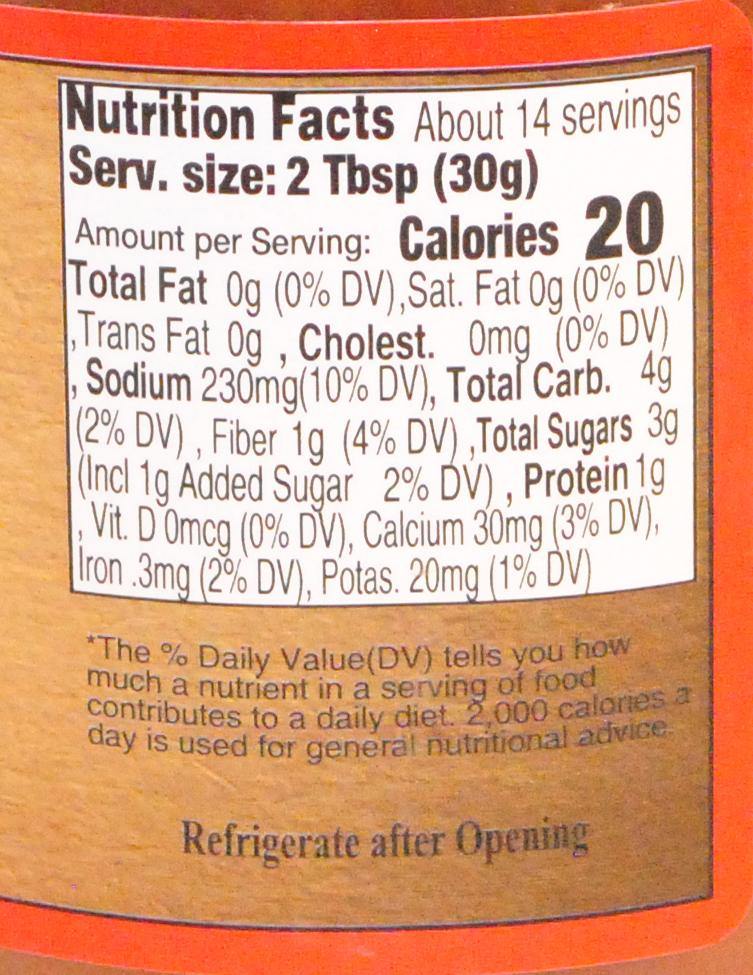 Nutrition Facts About 14 servings
Serv. size: 2 Tbsp (30g)
Amount per Serving: Calories 20
Total Fat 0g (0% DV),Sat. Fat 0g (0% DV)
,Trans Fat 0g , Cholest. 0mg (0% DV)
, Sodium 230mg(10% DV), Total Carb. 4g
(2% DV) , Fiber 1g (4% DV) ,Total Sugars 3g
(Incl 1g Added Sugar 2% DV) , Protein 1g
, Vit. D 0mcg (0% DV), Calcium 30mg (3% DV),
Iron .3mg (2% DV), Potas. 20mg (1% DV)
*The % Daily Value(DV) tells you how
much a nutrient in a serving of food
contributes to a daily diet. 2,000 calories a
day is used for general nutritional advice.
Refrigerate after Opening